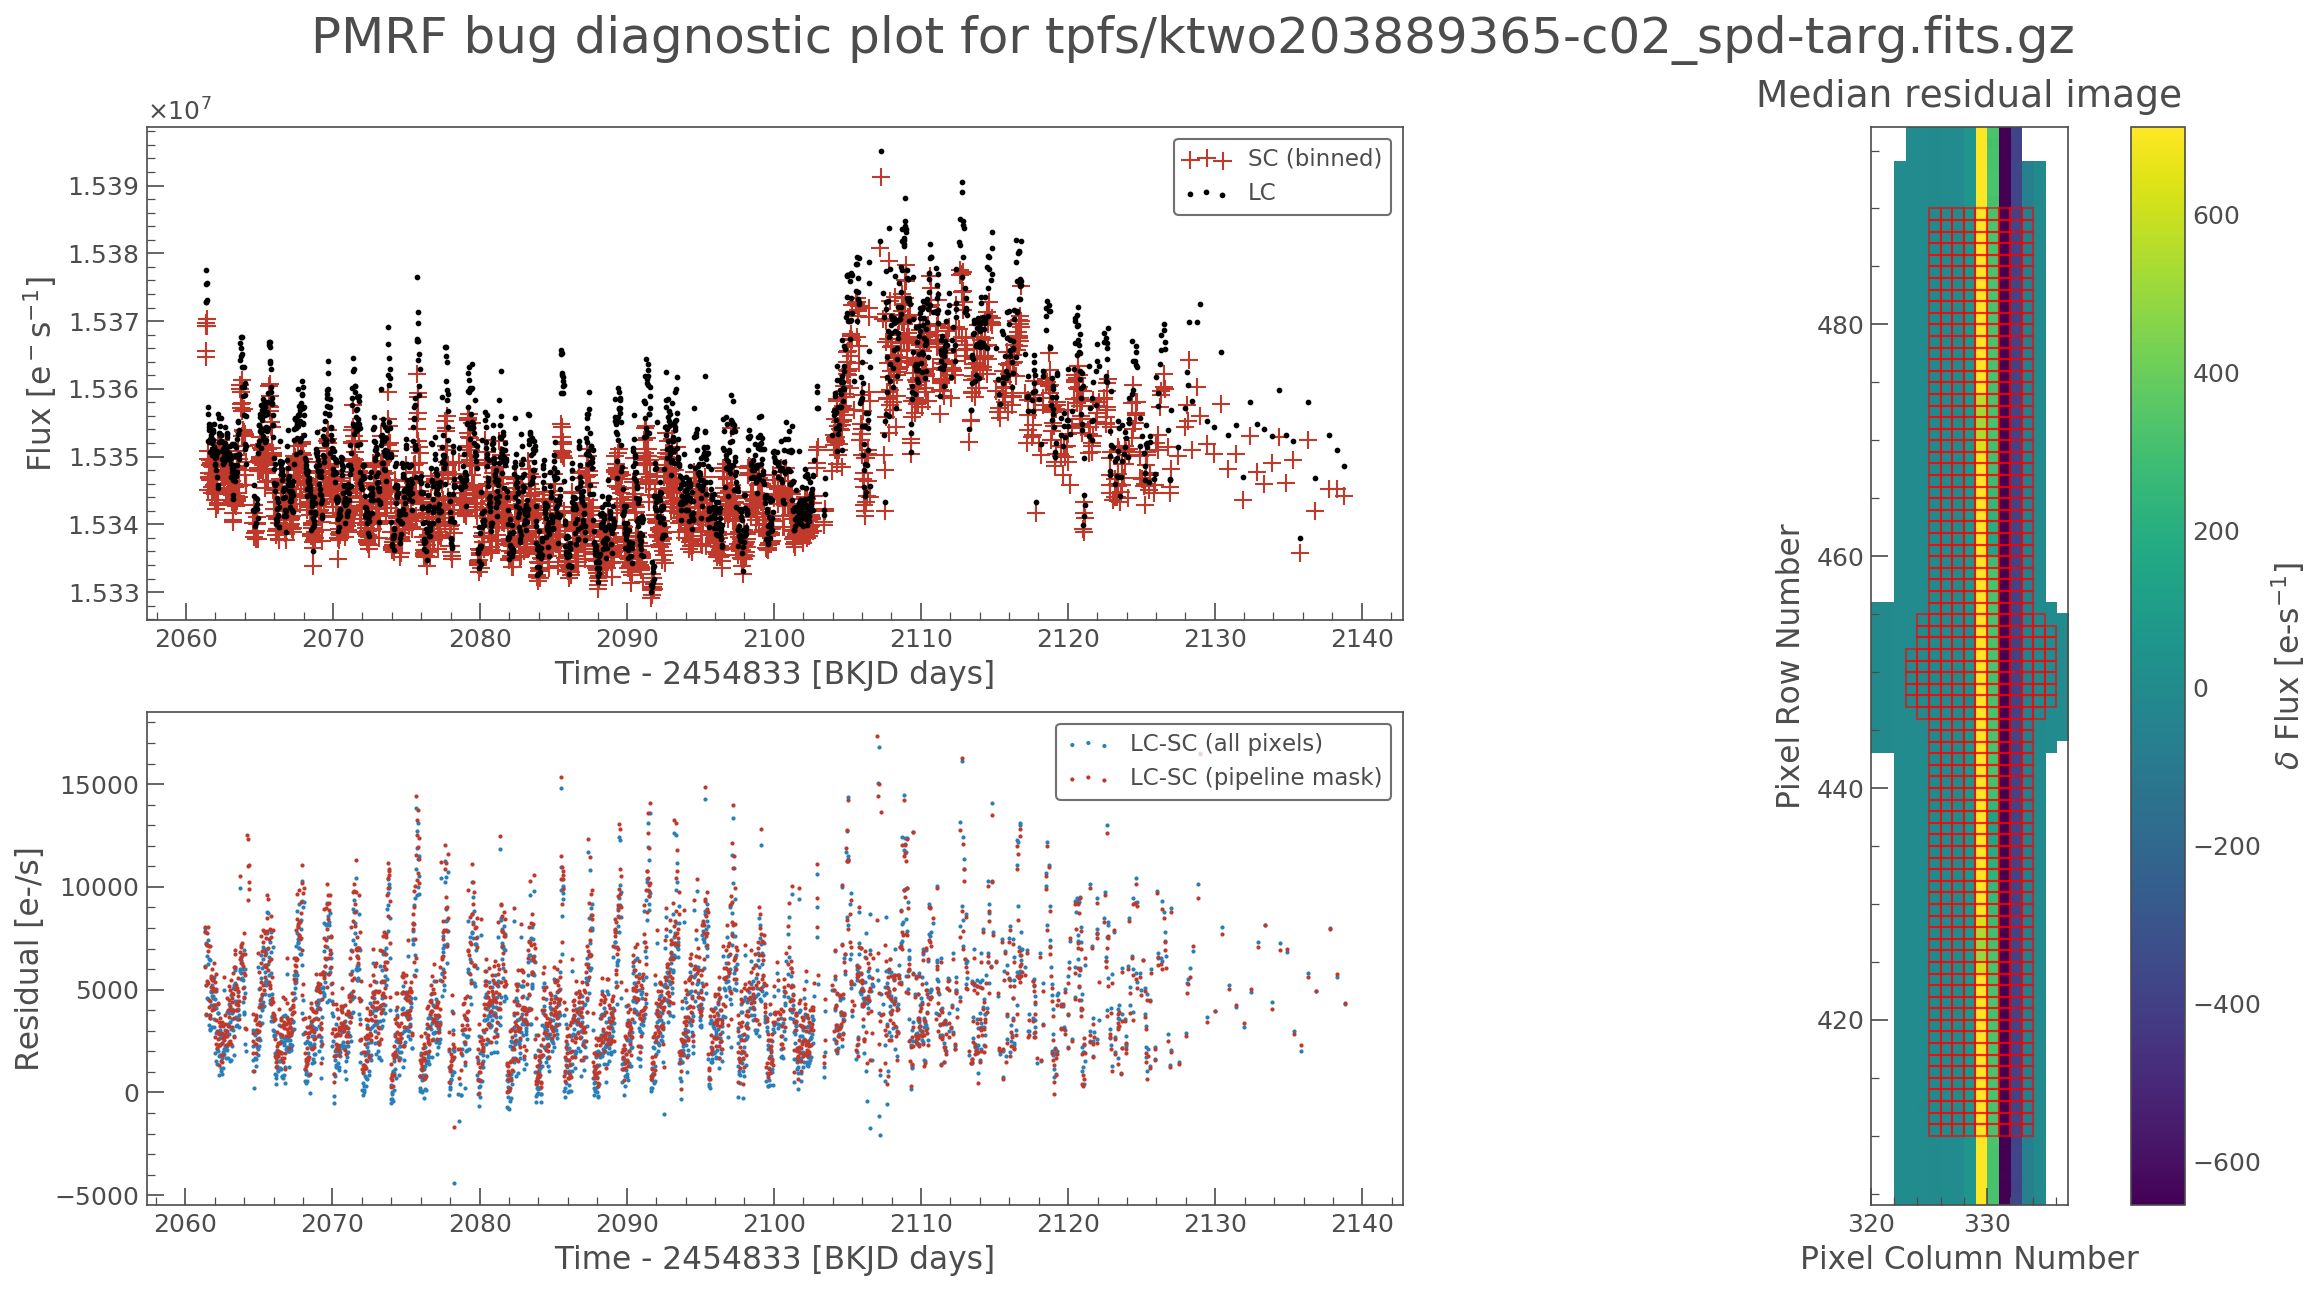 PMRF bug diagnostic plot for tpfs/ktwo203889365-c02_spd-targ.fits.gz
×10⁷
Flux [e⁻ s⁻¹]
1.539
1.538
1.537
1.536
1.535
1.534
1.533
SC (binned)
LC
2060 2070 2080 2090 2100 2110 2120 2130 2140
Time - 2454833 [BKJD days]
Residual [e-/s]
15000
10000
5000
0
−5000
LC-SC (all pixels)
LC-SC (pipeline mask)
2060 2070 2080 2090 2100 2110 2120 2130 2140
Time - 2454833 [BKJD days]
Median residual image
Pixel Row Number
480
460
440
420
320 330
Pixel Column Number
600
400
200
0
−200
−400
−600
δ Flux [e-s⁻¹]